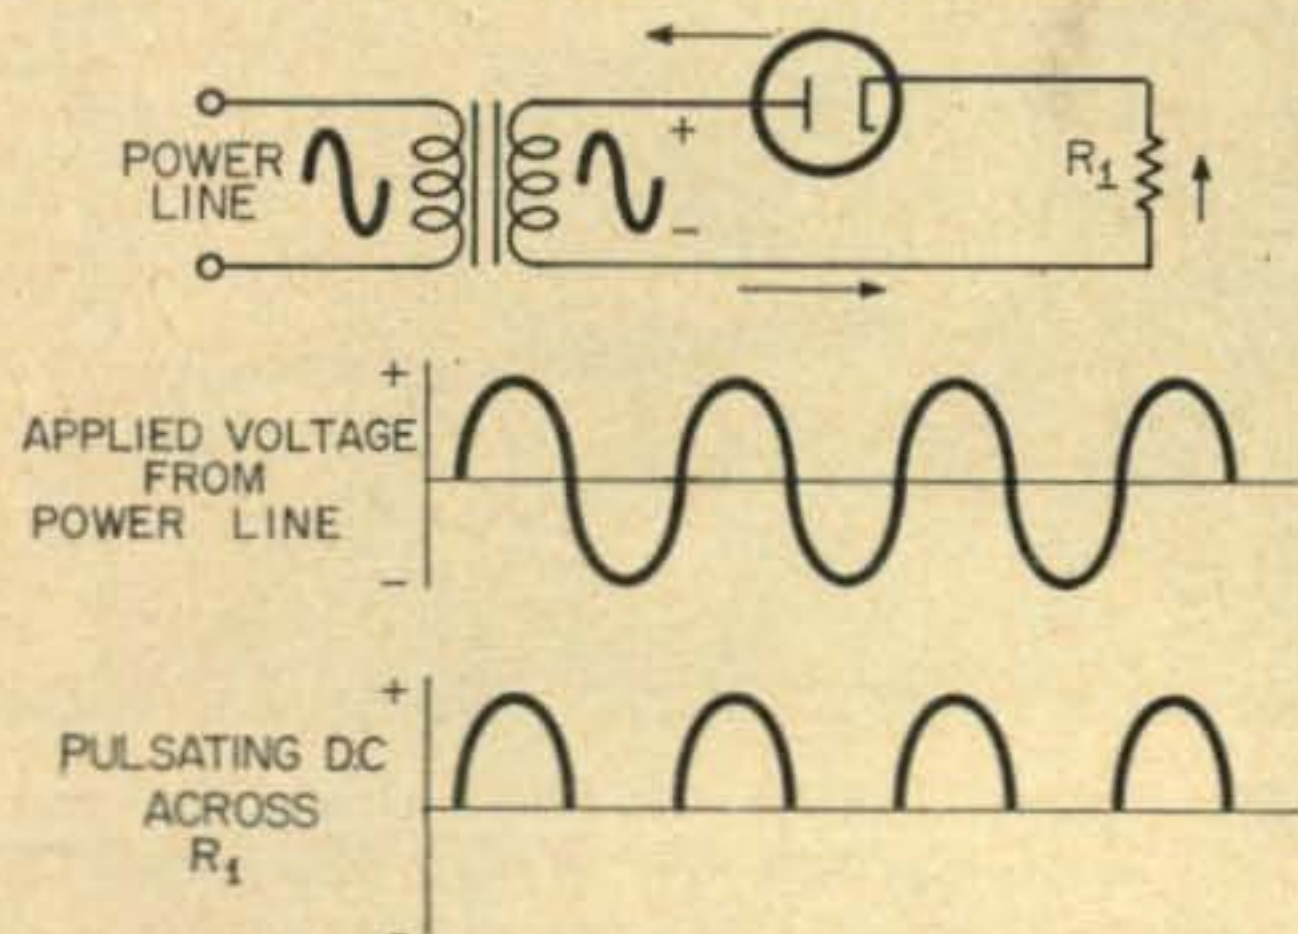 POWER
LINE
+
−
R1
+
APPLIED VOLTAGE
FROM
POWER LINE
−
+
PULSATING D.C
ACROSS
R1